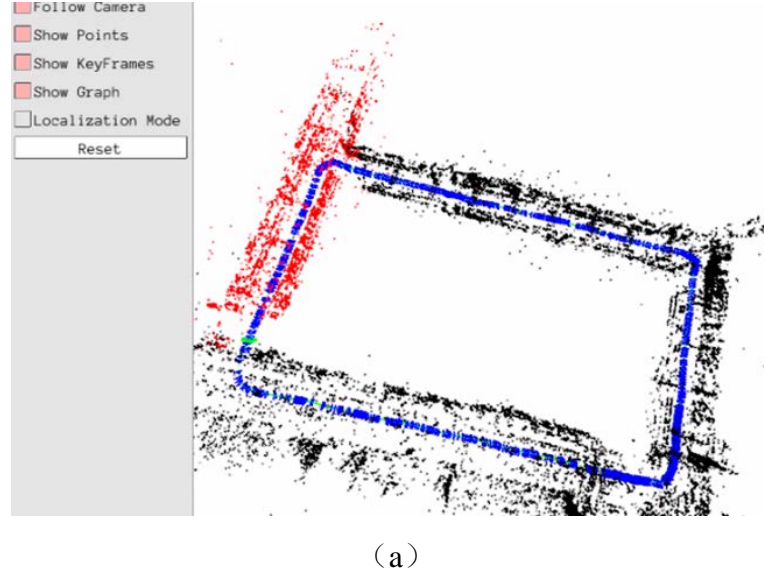 Follow Camera
Show Points
Show KeyFrames
Show Graph
Localization Mode
Reset
（a）